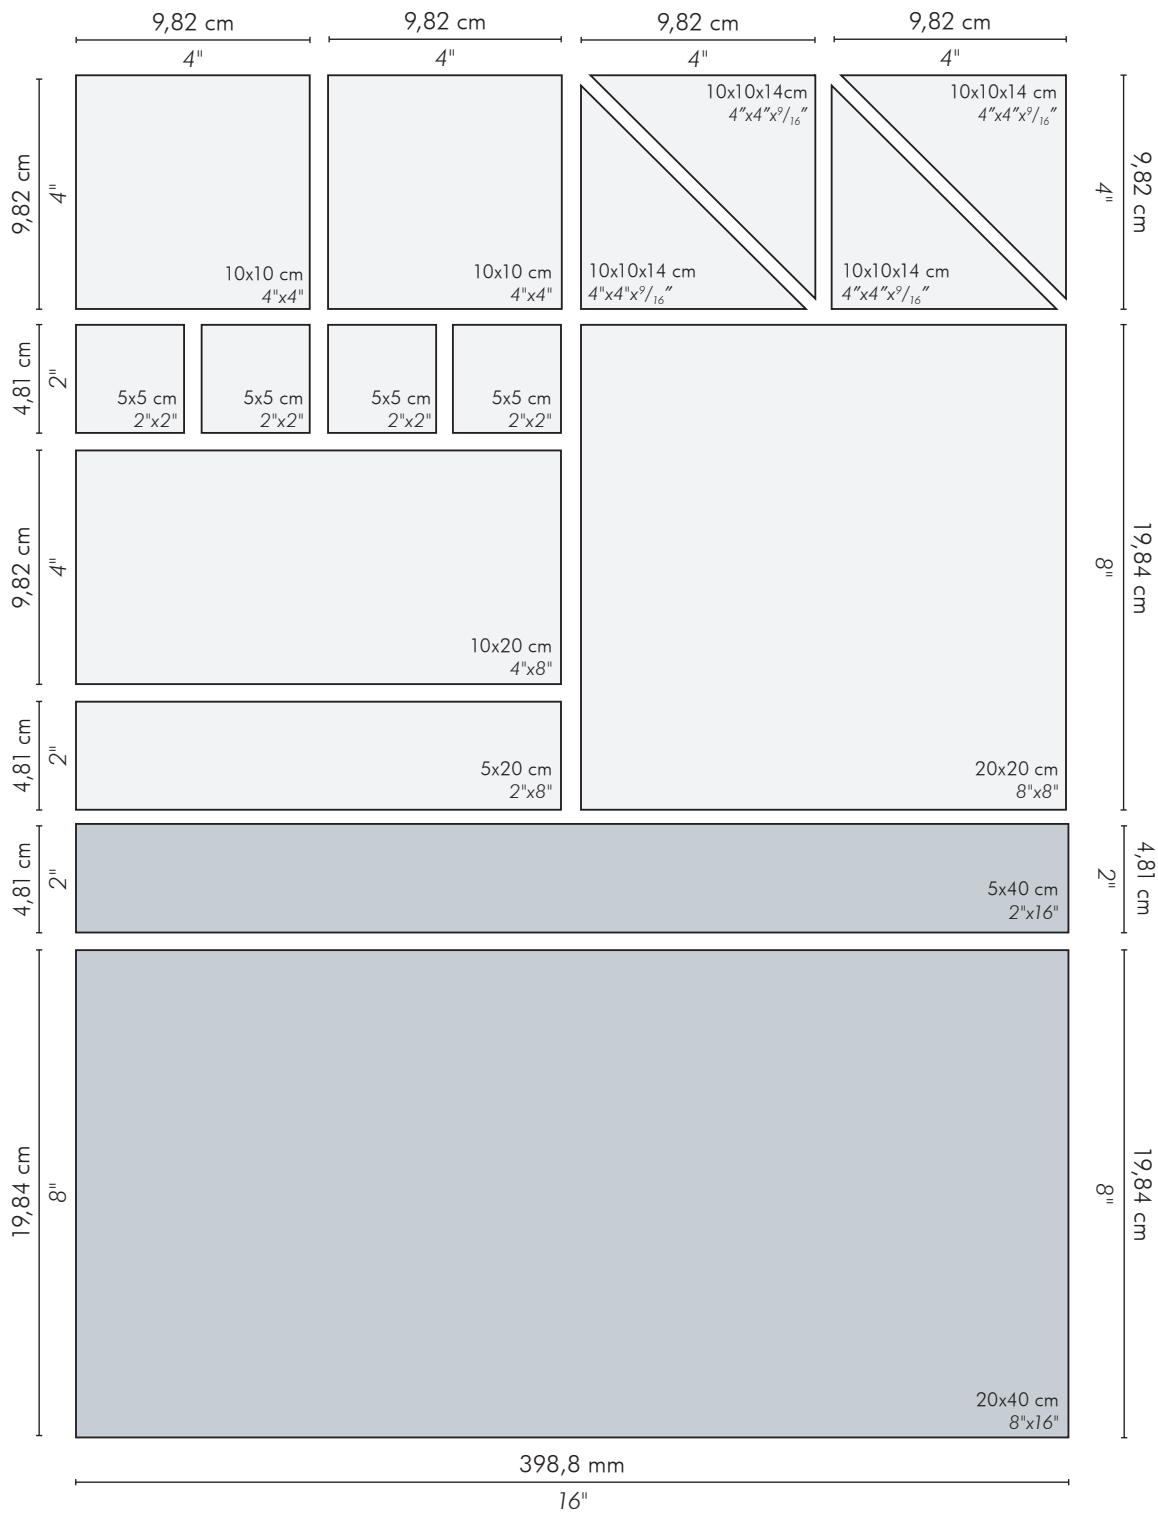 9,82 cm
4"
9,82 cm
4"
9,82 cm
4"
9,82 cm
4"
9,82 cm
4"
10x10 cm
4"x4"
10x10 cm
4"x4"
10x10x14cm
4"x4"x9/16"
10x10x14 cm
4"x4"x9/16"
10x10x14 cm
4"x4"x9/16"
10x10x14 cm
4"x4"x9/16"
9,82 cm
4"
4,81 cm
2"
5x5 cm
2"x2"
5x5 cm
2"x2"
5x5 cm
2"x2"
5x5 cm
2"x2"
9,82 cm
4"
10x20 cm
4"x8"
4,81 cm
2"
5x20 cm
2"x8"
20x20 cm
8"x8"
19,84 cm
8"
4,81 cm
2"
5x40 cm
2"x16"
4,81 cm
2"
19,84 cm
8"
20x40 cm
8"x16"
19,84 cm
8"
398,8 mm
16"